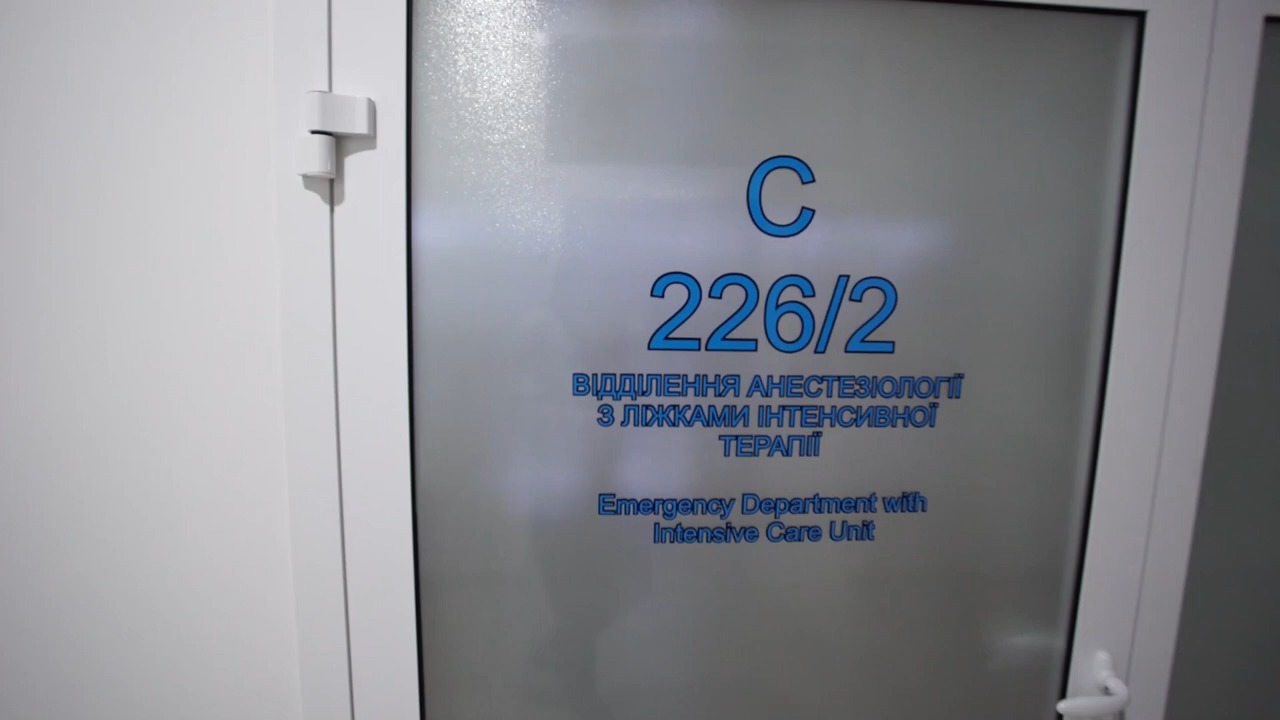 С
226/2
ВІДДІЛЕННЯ АНЕСТЕЗІОЛОГІЇ
З ЛІЖКАМИ ІНТЕНСИВНОЇ
ТЕРАПІЇ
Emergency Department with
Intensive Care Unit